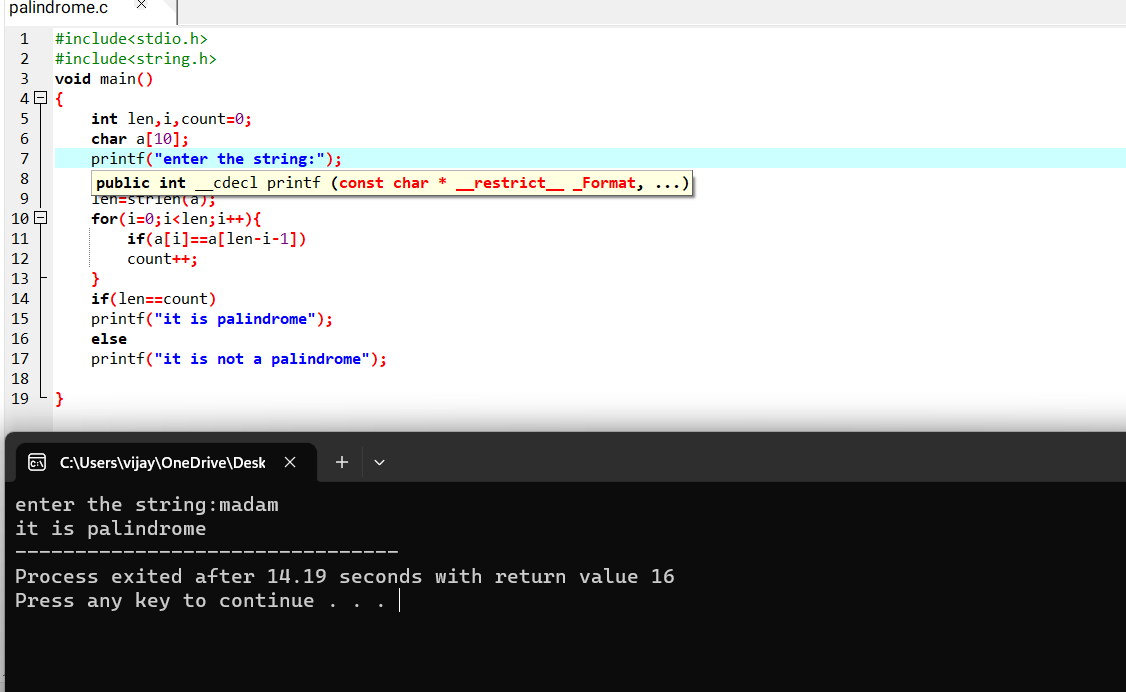 palindrome.c ×
1 #include<stdio.h>
2 #include<string.h>
3 void main()
4 {
5 int len,i,count=0;
6 char a[10];
7 printf("enter the string:");
8 public int __cdecl printf (const char * __restrict__ _Format, ...)
9 len=strlen(a);
10 for(i=0;i<len;i++){
11 if(a[i]==a[len-i-1])
12 count++;
13 }
14 if(len==count)
15 printf("it is palindrome");
16 else
17 printf("it is not a palindrome");
18
19 }
C:\Users\vijay\OneDrive\Desk × +
enter the string:madam
it is palindrome
--------------------------------
Process exited after 14.19 seconds with return value 16
Press any key to continue . . .